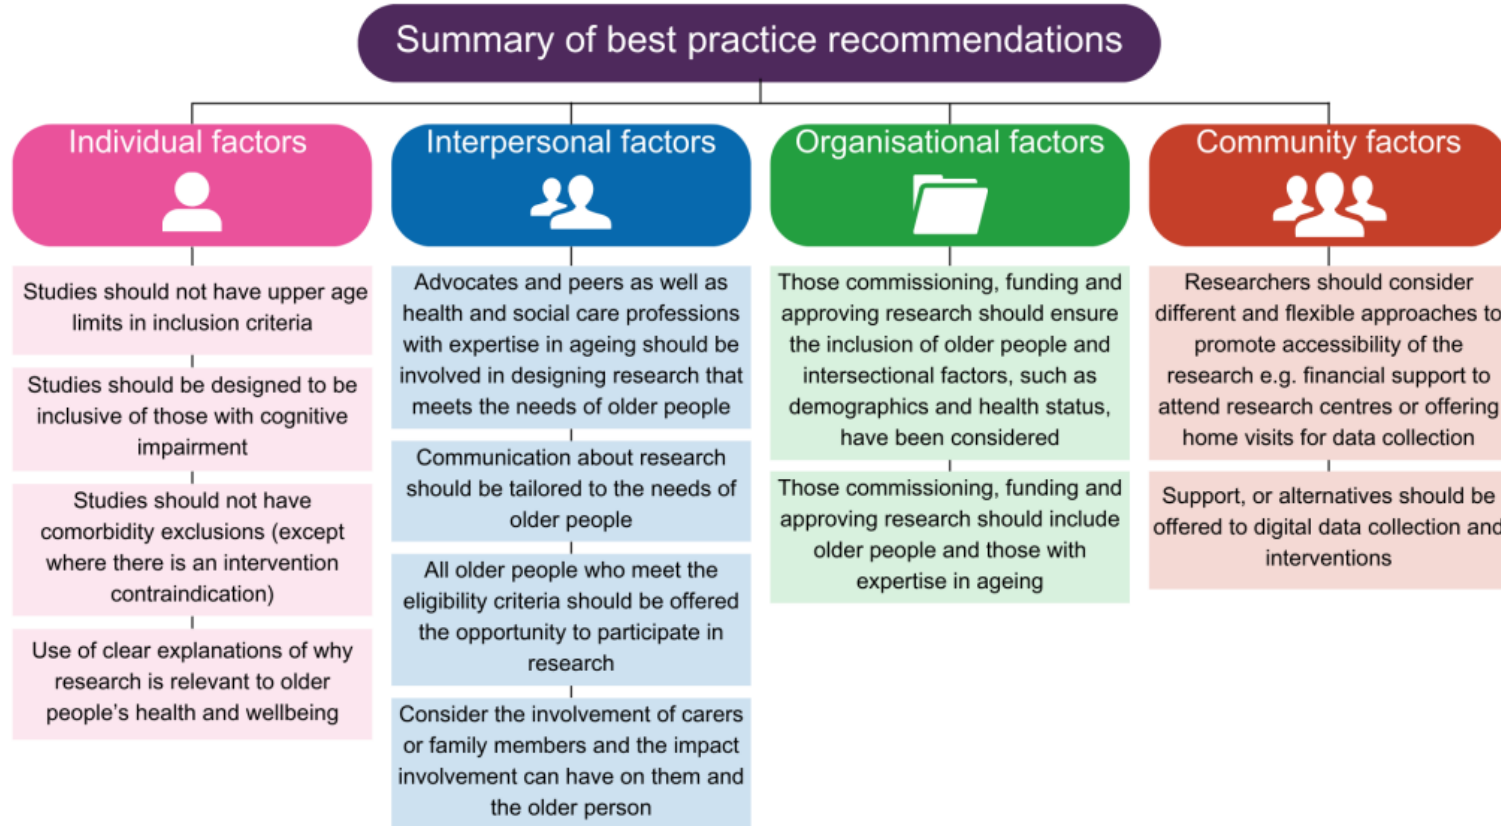 Summary of best practice recommendations
Individual factors
Studies should not have upper age
limits in inclusion criteria
Studies should be designed to be
inclusive of those with cognitive
impairment
Studies should not have
comorbidity exclusions (except
where there is an intervention
contraindication)
Use of clear explanations of why
research is relevant to older
people's health and wellbeing
Interpersonal factors
Advocates and peers as well as
health and social care professions
with expertise in ageing should be
involved in designing research that
meets the needs of older people
Communication about research
should be tailored to the needs of
older people
All older people who meet the
eligibility criteria should be offered
the opportunity to participate in
research
Consider the involvement of carers
or family members and the impact
involvement can have on them and
the older person
Organisational factors
Those commissioning, funding and
approving research should ensure
the inclusion of older people and
intersectional factors, such as
demographics and health status,
have been considered
Those commissioning, funding and
approving research should include
older people and those with
expertise in ageing
Community factors
Researchers should consider
different and flexible approaches to
promote accessibility of the
research e.g. financial support to
attend research centres or offering
home visits for data collection
Support, or alternatives should be
offered to digital data collection and
interventions